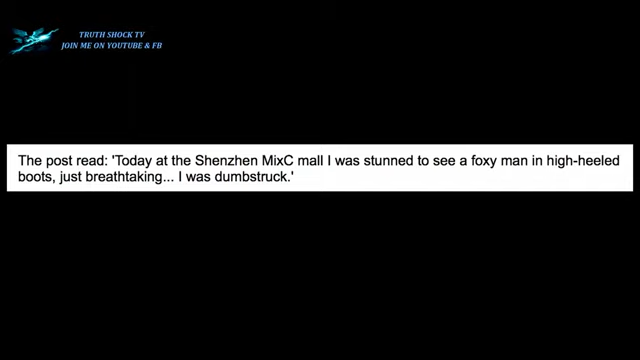 TRUTH SHOCK TV
JOIN ME ON YOUTUBE & FB
The post read: 'Today at the Shenzhen MixC mall I was stunned to see a foxy man in high-heeled
boots, just breathtaking... I was dumbstruck.'